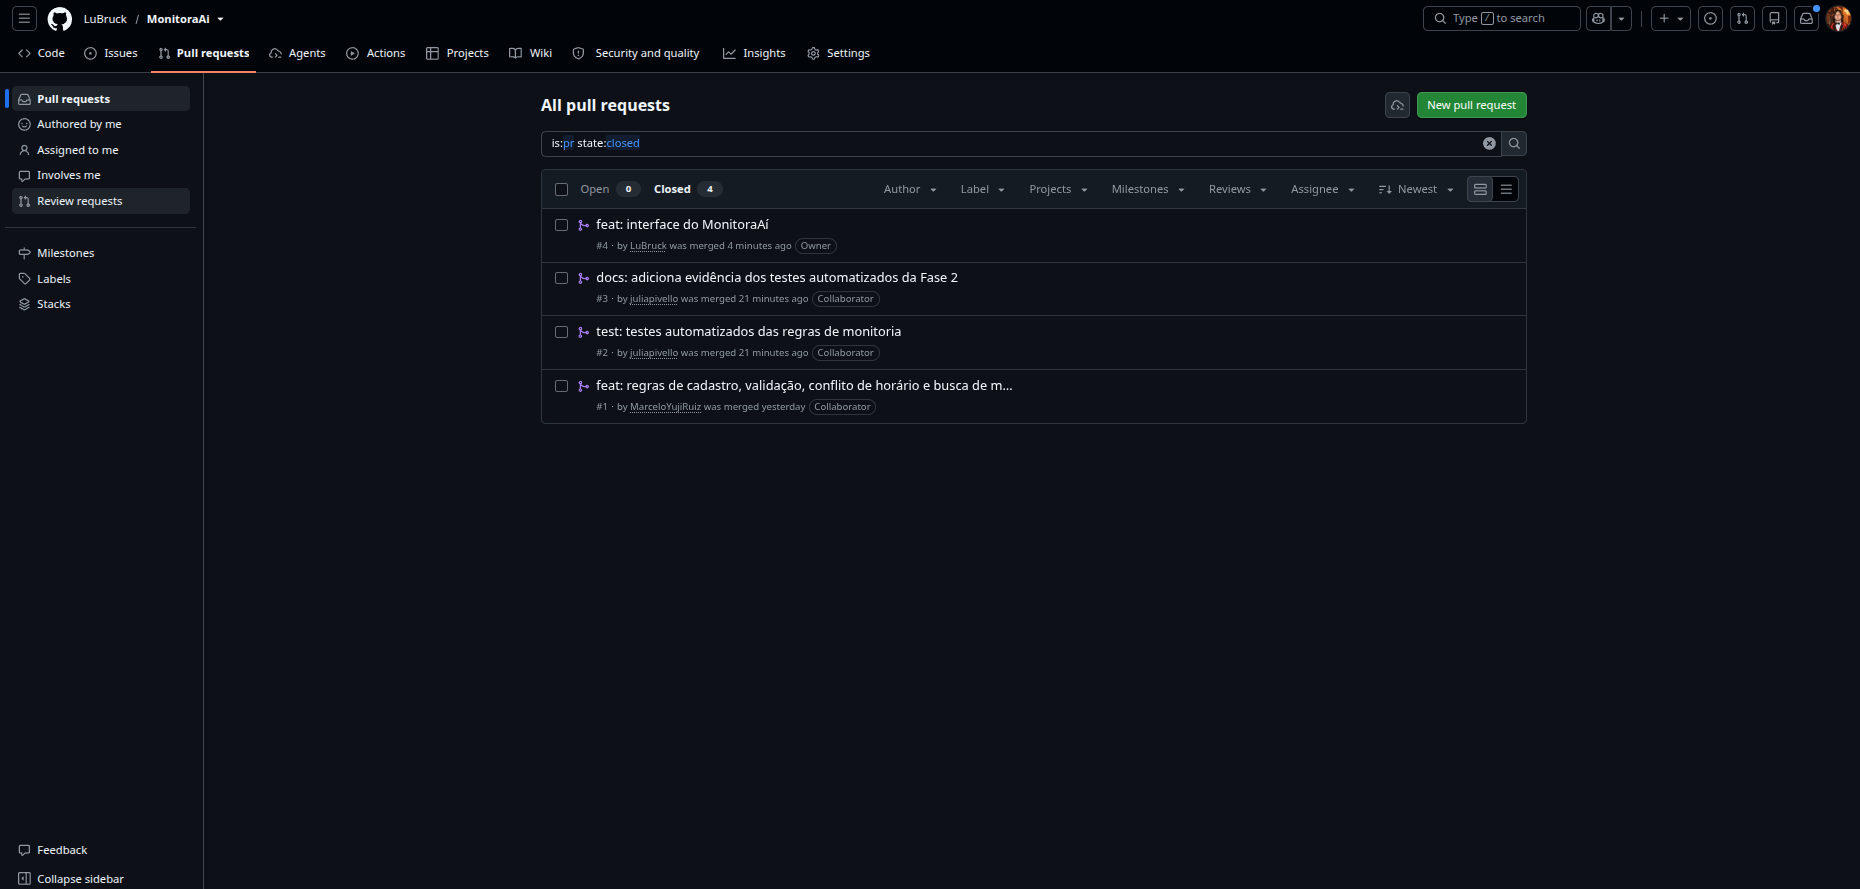 LuBruck / MonitoraAi
Type / to search
Code Issues Pull requests Agents Actions Projects Wiki Security and quality Insights Settings
Pull requests
Authored by me
Assigned to me
Involves me
Review requests
Milestones
Labels
Stacks
Feedback
Collapse sidebar
All pull requests
New pull request
is:pr state:closed
Open 0 Closed 4 Author Label Projects Milestones Reviews Assignee Newest
feat: interface do MonitoraAí
#4 · by LuBruck was merged 4 minutes ago Owner
docs: adiciona evidência dos testes automatizados da Fase 2
#3 · by juliapivello was merged 21 minutes ago Collaborator
test: testes automatizados das regras de monitoria
#2 · by juliapivello was merged 21 minutes ago Collaborator
feat: regras de cadastro, validação, conflito de horário e busca de m...
#1 · by MarceloYujiRuiz was merged yesterday Collaborator